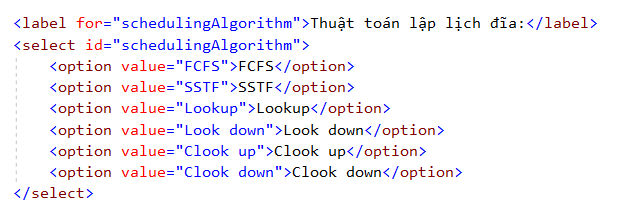 <label for="schedulingAlgorithm">Thuật toán lập lịch đĩa:</label>
<select id="schedulingAlgorithm">
    <option value="FCFS">FCFS</option>
    <option value="SSTF">SSTF</option>
    <option value="Lookup">Lookup</option>
    <option value="Look down">Look down</option>
    <option value="Clook up">Clook up</option>
    <option value="Clook down">Clook down</option>
</select>